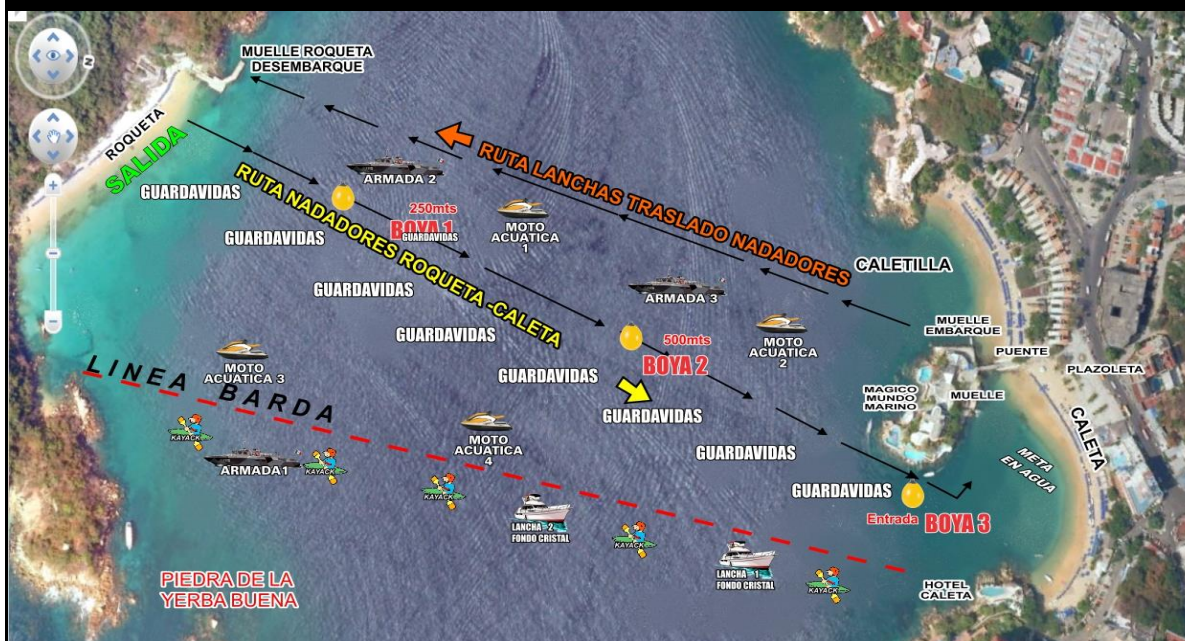 N
MUELLE ROQUETA
DESEMBARQUE
ROQUETA
SALIDA
GUARDAVIDAS
GUARDAVIDAS
GUARDAVIDAS
GUARDAVIDAS
GUARDAVIDAS
GUARDAVIDAS
GUARDAVIDAS
GUARDAVIDAS
RUTA NADADORES ROQUETA -CALETA
RUTA LANCHAS TRASLADO NADADORES
ARMADA 2
250mts
BOYA 1
GUARDAVIDAS
MOTO
ACUATICA
1
ARMADA 3
500mts
BOYA 2
MOTO
ACUATICA
2
CALETILLA
MUELLE
EMBARQUE
PUENTE
PLAZOLETA
MAGICO
MUNDO
MARINO
MUELLE
CALETA
META
EN AGUA
Entrada BOYA 3
HOTEL
CALETA
MOTO
ACUATICA 3
LINEA BARDA
KAYACK
ARMADA1
KAYACK
MOTO
ACUATICA
4
KAYACK
LANCHA 2
FONDO CRISTAL
KAYACK
LANCHA 1
FONDO CRISTAL
KAYACK
PIEDRA DE LA
YERBA BUENA